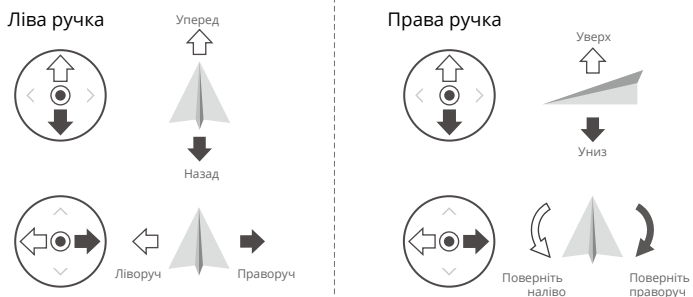 Ліва ручка
Уперед
Назад
Ліворуч
Праворуч
Права ручка
Уверх
Униз
Поверніть
наліво
Поверніть
праворуч